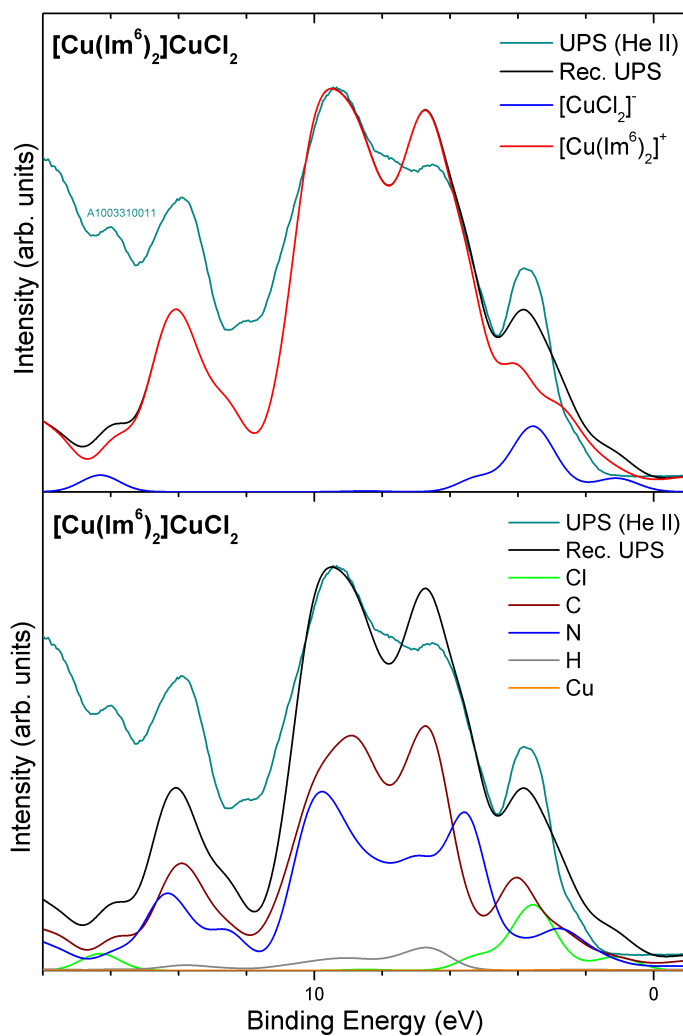 [Cu(Im⁶)₂]CuCl₂
UPS (He II)
Rec. UPS
[CuCl₂]⁻
[Cu(Im⁶)₂]⁺
A1003310011
Intensity (arb. units)
[Cu(Im⁶)₂]CuCl₂
UPS (He II)
Rec. UPS
Cl
C
N
H
Cu
Intensity (arb. units)
10
0
Binding Energy (eV)